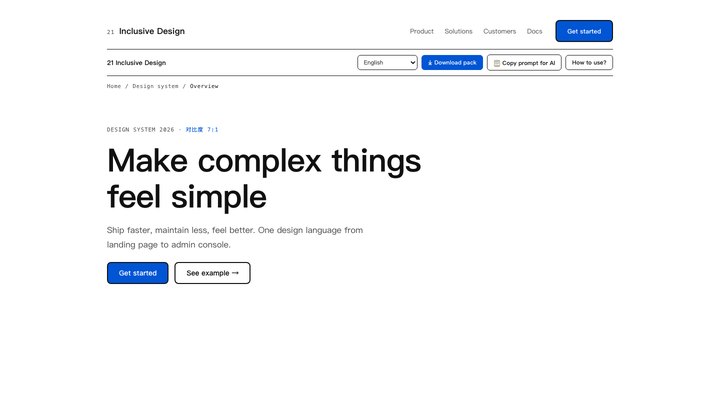 21 Inclusive Design
Product Solutions Customers Docs Get started
21 Inclusive Design
English Download pack Copy prompt for AI How to use?
Home / Design system / Overview
DESIGN SYSTEM 2026 · 对比度 7:1
Make complex things
feel simple
Ship faster, maintain less, feel better. One design language from
landing page to admin console.
Get started See example →